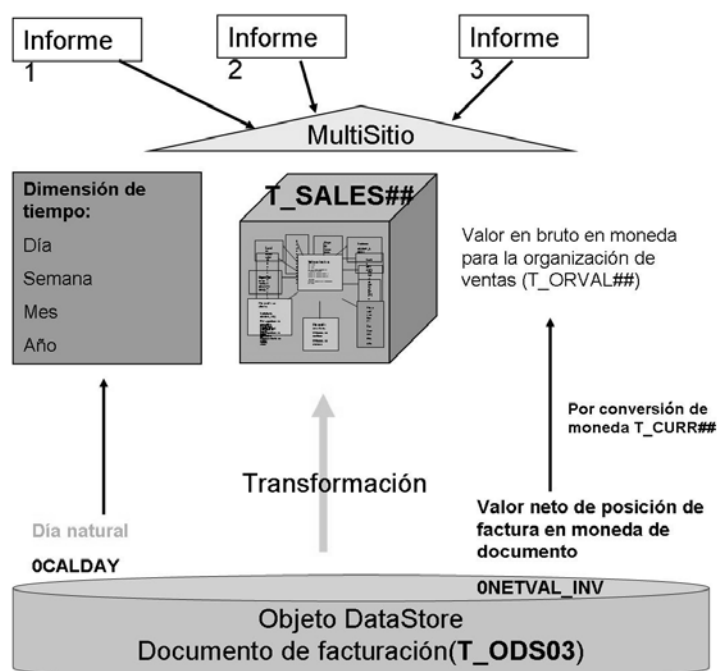 Informe
1
Informe
2
Informe
3
MultiSitio
Dimensión de
tiempo:
Día
Semana
Mes
Año
T_SALES##
Valor en bruto en moneda
para la organización de
ventas (T_ORVAL##)
Por conversión de
moneda T_CURR##
Transformación
Día natural
0CALDAY
Valor neto de posición de
factura en moneda de
documento
0NETVAL_INV
Objeto DataStore
Documento de facturación(T_ODS03)